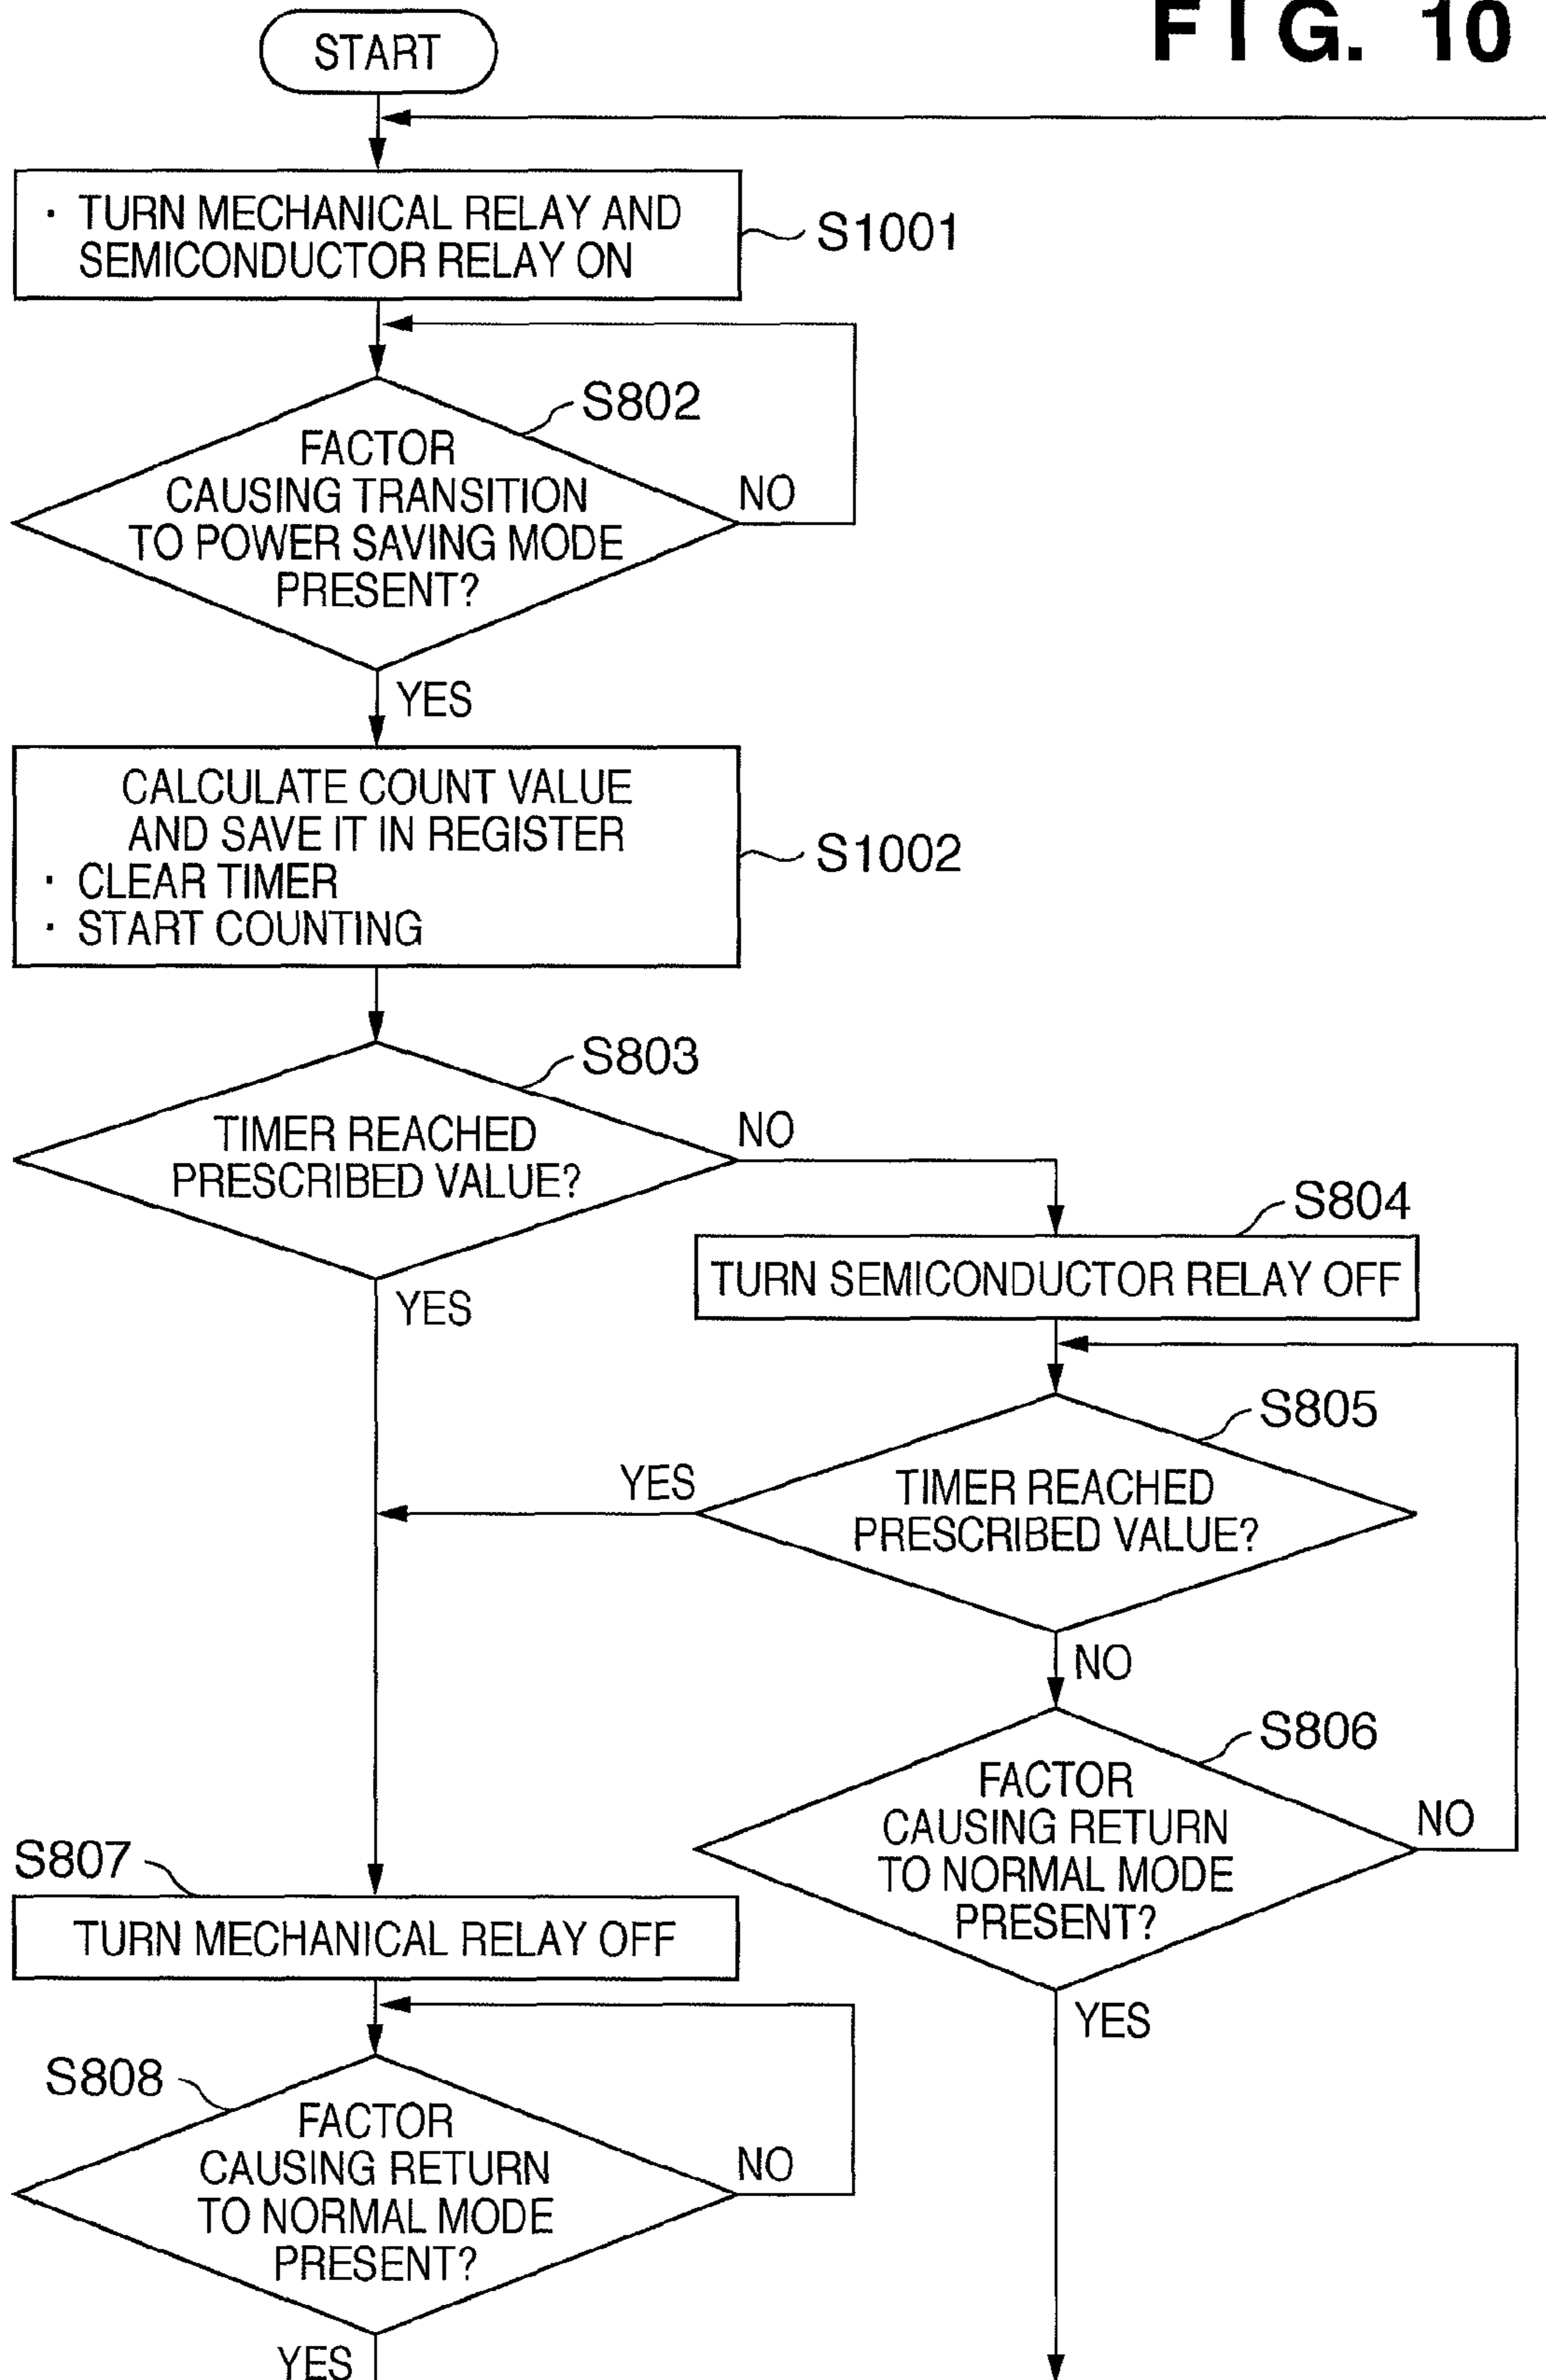 FIG. 10
START
· TURN MECHANICAL RELAY AND
SEMICONDUCTOR RELAY ON
S1001
S802
FACTOR
CAUSING TRANSITION
TO POWER SAVING MODE
PRESENT?
NO
YES
CALCULATE COUNT VALUE
AND SAVE IT IN REGISTER
· CLEAR TIMER
· START COUNTING
S1002
S803
TIMER REACHED
PRESCRIBED VALUE?
NO
YES
S804
TURN SEMICONDUCTOR RELAY OFF
S805
TIMER REACHED
PRESCRIBED VALUE?
YES
NO
S806
FACTOR
CAUSING RETURN
TO NORMAL MODE
PRESENT?
NO
YES
S807
TURN MECHANICAL RELAY OFF
S808
FACTOR
CAUSING RETURN
TO NORMAL MODE
PRESENT?
NO
YES